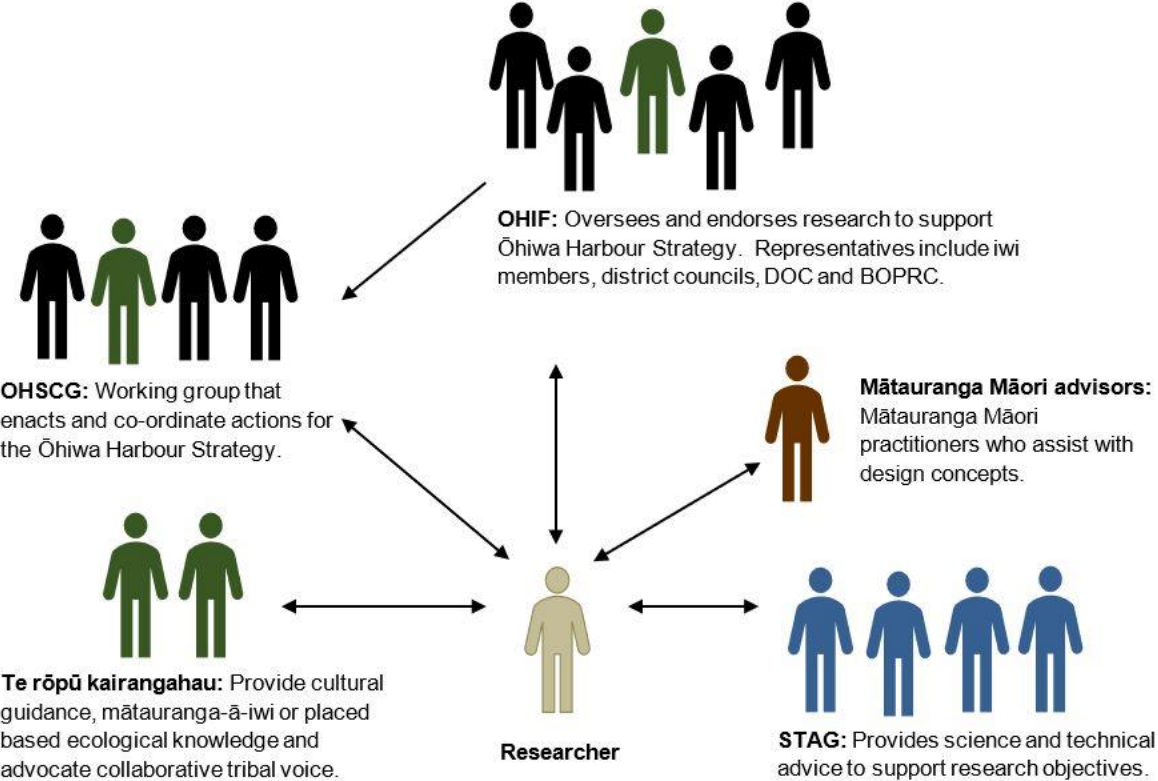 OHIF: Oversees and endorses research to support
Ōhiwa Harbour Strategy.  Representatives include iwi
members, district councils, DOC and BOPRC.
OHSCG: Working group that
enacts and co-ordinate actions for
the Ōhiwa Harbour Strategy.
Mātauranga Māori advisors:
Mātauranga Māori
practitioners who assist with
design concepts.
Te rōpū kairangahau: Provide cultural
guidance, mātauranga-ā-iwi or placed
based ecological knowledge and
advocate collaborative tribal voice.
Researcher
STAG: Provides science and technical
advice to support research objectives.